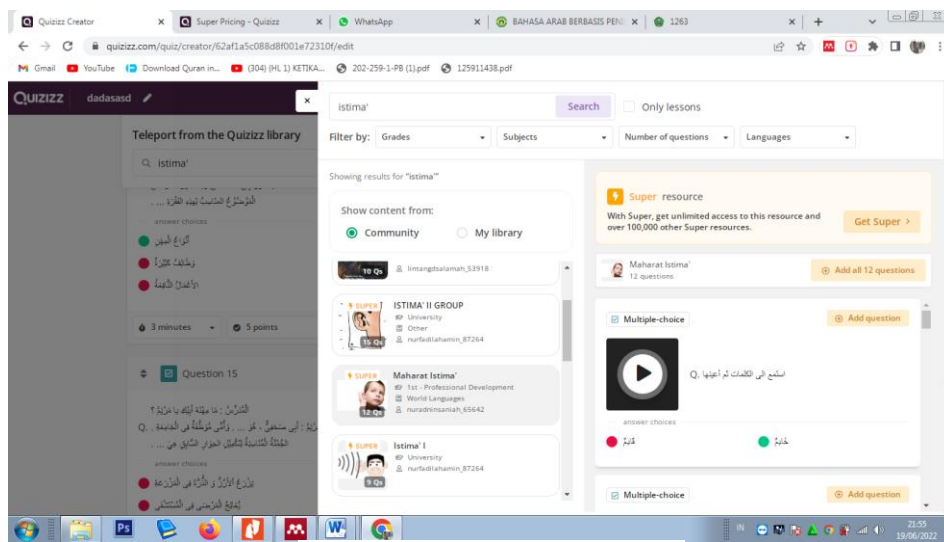 Quizizz Creator
Super Pricing - Quizizz
WhatsApp
BAHASA ARAB BERBASIS PEN
1263
quizizz.com/quiz/creator/62af1a5c088d8f001e72310f/edit
Gmail
YouTube
Download Quran in...
(304) (HL 1) KETIKA...
202-259-1-PB (1).pdf
125911438.pdf
QUIZIZZ
dadasasd
Teleport from the Quizizz library
istima'
answer choices
3 minutes
5 points
Question 15
answer choices
istima'
Search
Only lessons
Filter by:
Grades
Subjects
Number of questions
Languages
Showing results for "istima'"
Show content from:
Community
My library
10 Qs
lintangdsalamah_53918
SUPER
ISTIMA' II GROUP
University
Other
nurfadilahamin_87264
15 Qs
SUPER
Maharat Istima'
1st - Professional Development
World Languages
nuradninsaniah_65642
12 Qs
SUPER
Istima' I
University
nurfadilahamin_87264
9 Qs
Super resource
With Super, get unlimited access to this resource and
over 100,000 other Super resources.
Get Super >
Maharat Istima'
12 questions
Add all 12 questions
Multiple-choice
Add question
Q. استمع الى الكلمات ثم أعينها
answer choices
Multiple-choice
Add question
Ps
W
IN
21:55
19/06/2022